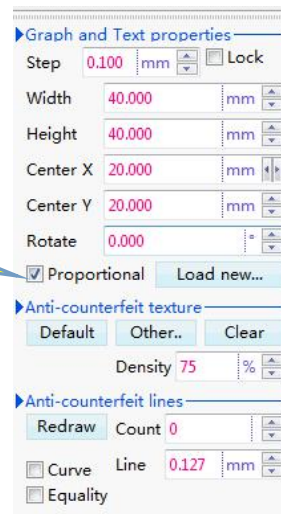 Graph and Text properties
Step 0.100 mm Lock
Width 40.000 mm
Height 40.000 mm
Center X 20.000 mm
Center Y 20.000 mm
Rotate 0.000 °
Proportional Load new...
Anti-counterfeit texture
Default Other.. Clear
Density 75 %
Anti-counterfeit lines
Redraw Count 0
Curve Line 0.127 mm
Equality